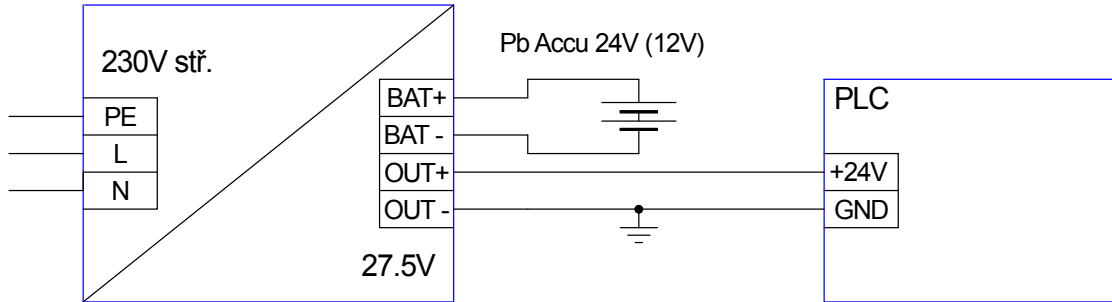 Pb Accu 24V (12V)
230V stř.
PE
L
N
BAT+
BAT -
OUT+
OUT -
27.5V
PLC
+24V
GND